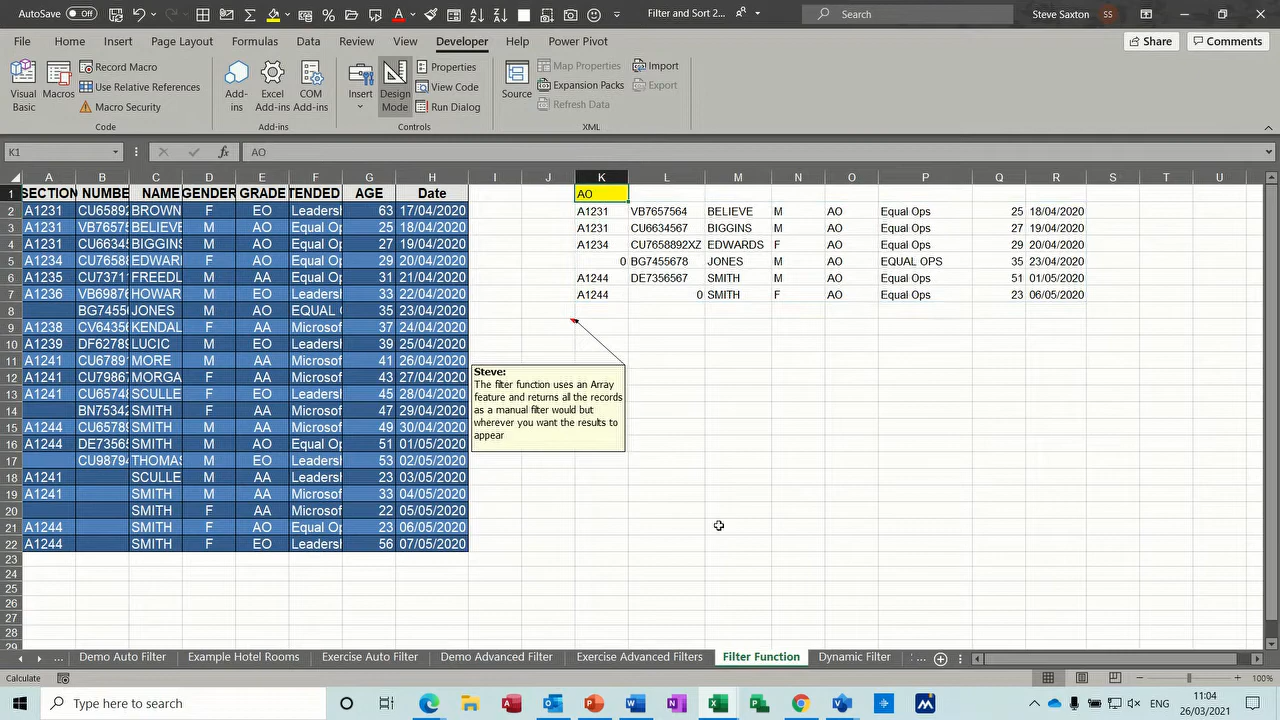 AutoSave Off Filter and Sort 2... Search Steve Saxton SS
File Home Insert Draw Page Layout Formulas Data Review View Developer Help Power Pivot Share Comments
Visual Basic Macros Record Macro Use Relative References Macro Security Add-ins Excel Add-ins COM Add-ins Insert Design Mode Properties View Code Run Dialog Source Map Properties Expansion Packs Refresh Data Import Export
Code Add-ins Controls XML
K1 fx AO
A B C D E F G H I J K L M N O P Q R S T U
1 SECTION NUMBE NAME GENDER GRADE TENDED AGE Date AO
2 A1231 CU6589 BROWN F EO Leaders 63 17/04/2020 A1231 VB7657564 BELIEVE M AO Equal Ops 25 18/04/2020
3 A1231 VB7657 BELIEVE M AO Equal Op 25 18/04/2020 A1231 CU6634567 BIGGINS M AO Equal Ops 27 19/04/2020
4 A1231 CU6634 BIGGINS M AO Equal Op 27 19/04/2020 A1234 CU7658892XZ EDWARDS F AO Equal Ops 29 20/04/2020
5 A1234 CU7658 EDWARD F AO Equal Op 29 20/04/2020 0 BG7455678 JONES M AO EQUAL OPS 35 23/04/2020
6 A1235 CU7371 FREEDL F AA Equal Op 31 21/04/2020 A1244 DE7356567 SMITH M AO Equal Ops 51 01/05/2020
7 A1236 VB6987 HOWAR M EO Leaders 33 22/04/2020 A1244 0 SMITH F AO Equal Ops 23 06/05/2020
8 BG7455 JONES M AO EQUAL 35 23/04/2020
9 A1238 CV6435 KENDAL F AA Microsof 37 24/04/2020
10 A1239 DF6278 LUCIC M EO Leaders 39 25/04/2020
11 A1241 CU6789 MORE M AA Microsof 41 26/04/2020
12 A1241 CU7986 MORGA F AA Microsof 43 27/04/2020
13 A1241 CU6574 SCULLE F EO Leaders 45 28/04/2020
14 BN7534 SMITH F AA Microsof 47 29/04/2020
15 A1244 CU6578 SMITH M AA Microsof 49 30/04/2020
16 A1244 DE7356 SMITH M AO Equal Op 51 01/05/2020
17 CU9879 THOMAS M EO Leaders 53 02/05/2020
18 A1241 SCULLE M AA Leaders 23 03/05/2020
19 A1241 SMITH M AA Microsof 33 04/05/2020
20 SMITH F AA Microsof 22 05/05/2020
21 A1244 SMITH F AO Equal Op 23 06/05/2020
22 A1244 SMITH F EO Leaders 56 07/05/2020
23
24
25
26
27
28
29
Steve:
The filter function uses an Array
feature and returns all the records
as a manual filter would but
wherever you want the results to
appear
... Demo Auto Filter Example Hotel Rooms Exercise Auto Filter Demo Advanced Filter Exercise Advanced Filters Filter Function Dynamic Filter ...
Calculate 100%
Type here to search ENG 11:04
26/03/2021